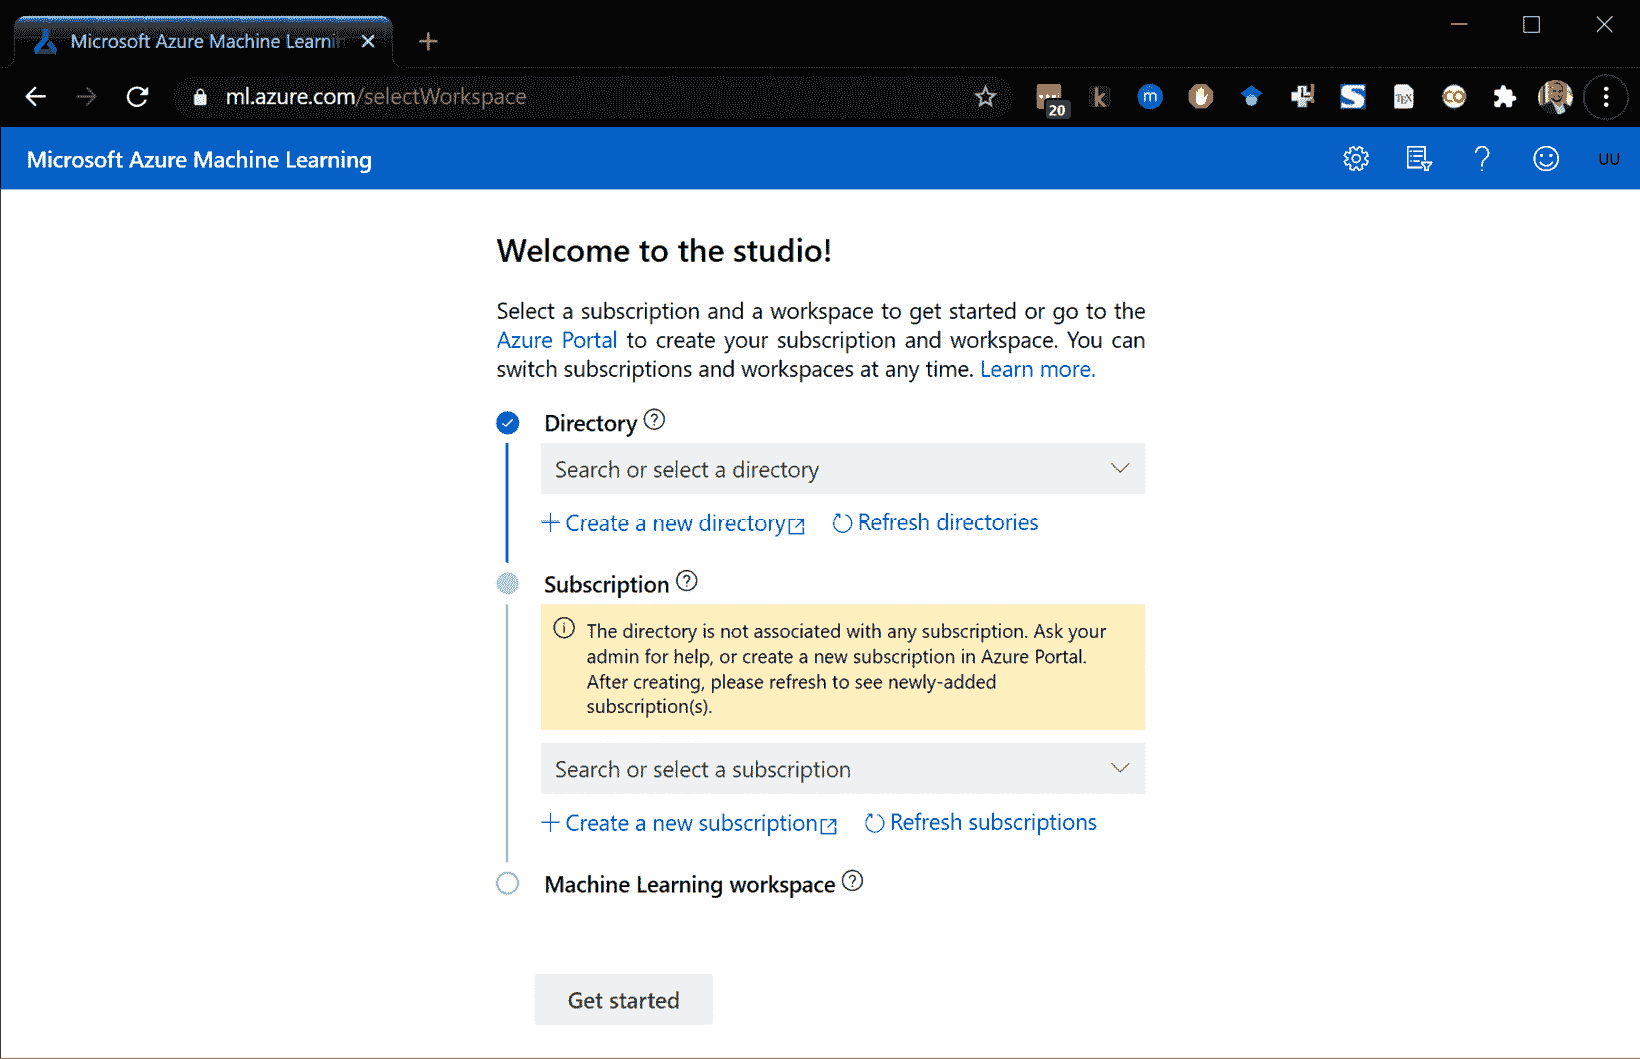 Microsoft Azure Machine Learnin
ml.azure.com/selectWorkspace
20
k
m
S
TEX
CO
Microsoft Azure Machine Learning
UU
Welcome to the studio!
Select a subscription and a workspace to get started or go to the
Azure Portal to create your subscription and workspace. You can
switch subscriptions and workspaces at any time. Learn more.
Directory
Search or select a directory
Create a new directory
Refresh directories
Subscription
The directory is not associated with any subscription. Ask your
admin for help, or create a new subscription in Azure Portal.
After creating, please refresh to see newly-added
subscription(s).
Search or select a subscription
Create a new subscription
Refresh subscriptions
Machine Learning workspace
Get started